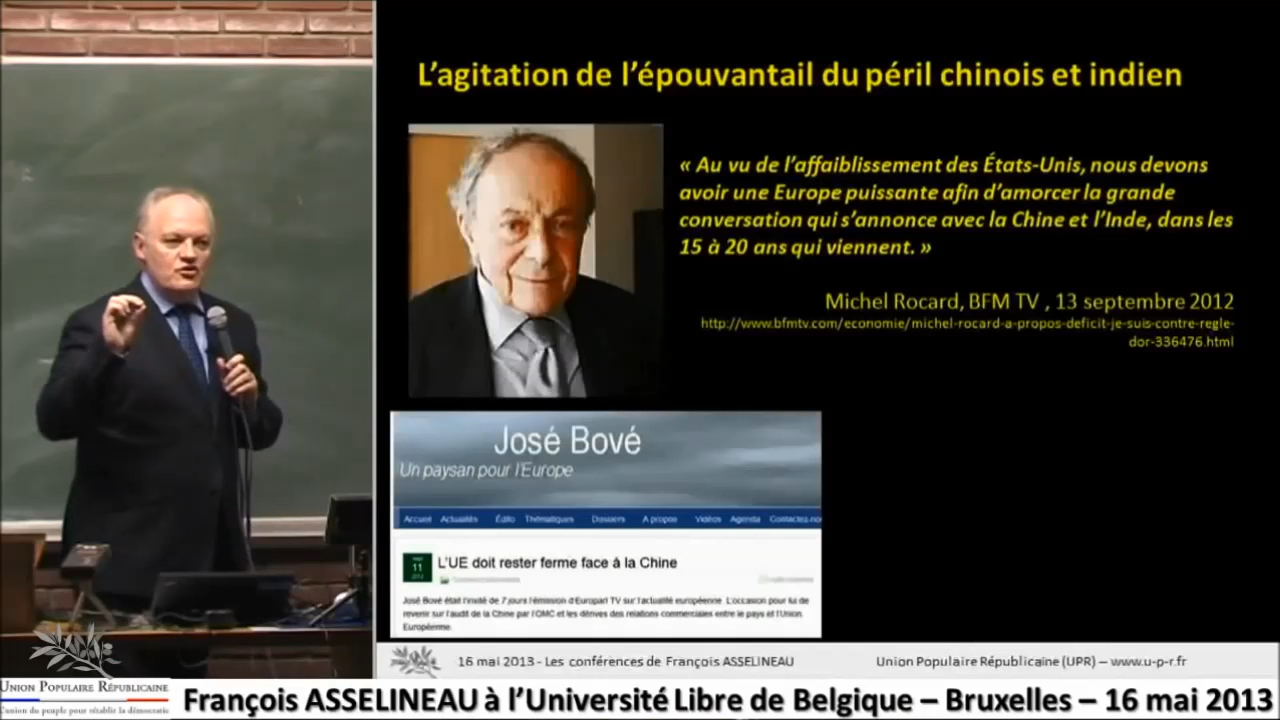 L'agitation de l'épouvantail du péril chinois et indien
« Au vu de l'affaiblissement des États-Unis, nous devons
avoir une Europe puissante afin d'amorcer la grande
conversation qui s'annonce avec la Chine et l'Inde, dans les
15 à 20 ans qui viennent. »
Michel Rocard, BFM TV , 13 septembre 2012
http://www.bfmtv.com/economie/michel-rocard-a-propos-deficit-je-suis-contre-regle-
dor-336476.html
José Bové
Un paysan pour l'Europe
Accueil Actualités Édito Thématiques Dossiers A propos Vidéos Agenda Contactez-no
11
L'UE doit rester ferme face à la Chine
José Bové était l'invité de 7 jours l'émission d'Europarl TV sur l'actualité européenne. L'occasion pour lui de
revenir sur l'audit de la Chine par l'OMC et les dérives des relations commerciales entre le pays et l'Union
Européenne.
16 mai 2013 - Les conférences de François ASSELINEAU Union Populaire Républicaine (UPR) – www.u-p-r.fr
UNION POPULAIRE RÉPUBLICAINE
L'union du peuple pour rétablir la démocratie
François ASSELINEAU à l'Université Libre de Belgique – Bruxelles – 16 mai 2013